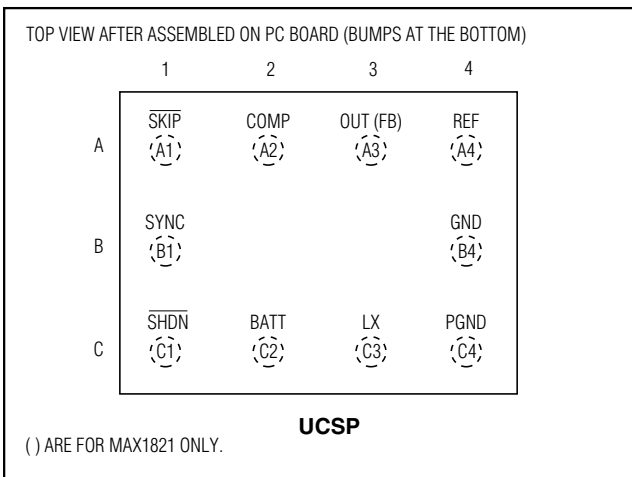 TOP VIEW AFTER ASSEMBLED ON PC BOARD (BUMPS AT THE BOTTOM)
1 2 3 4
SKIP COMP OUT (FB) REF
A A1 A2 A3 A4
SYNC GND
B B1 B4
SHDN BATT LX PGND
C C1 C2 C3 C4
UCSP
( ) ARE FOR MAX1821 ONLY.